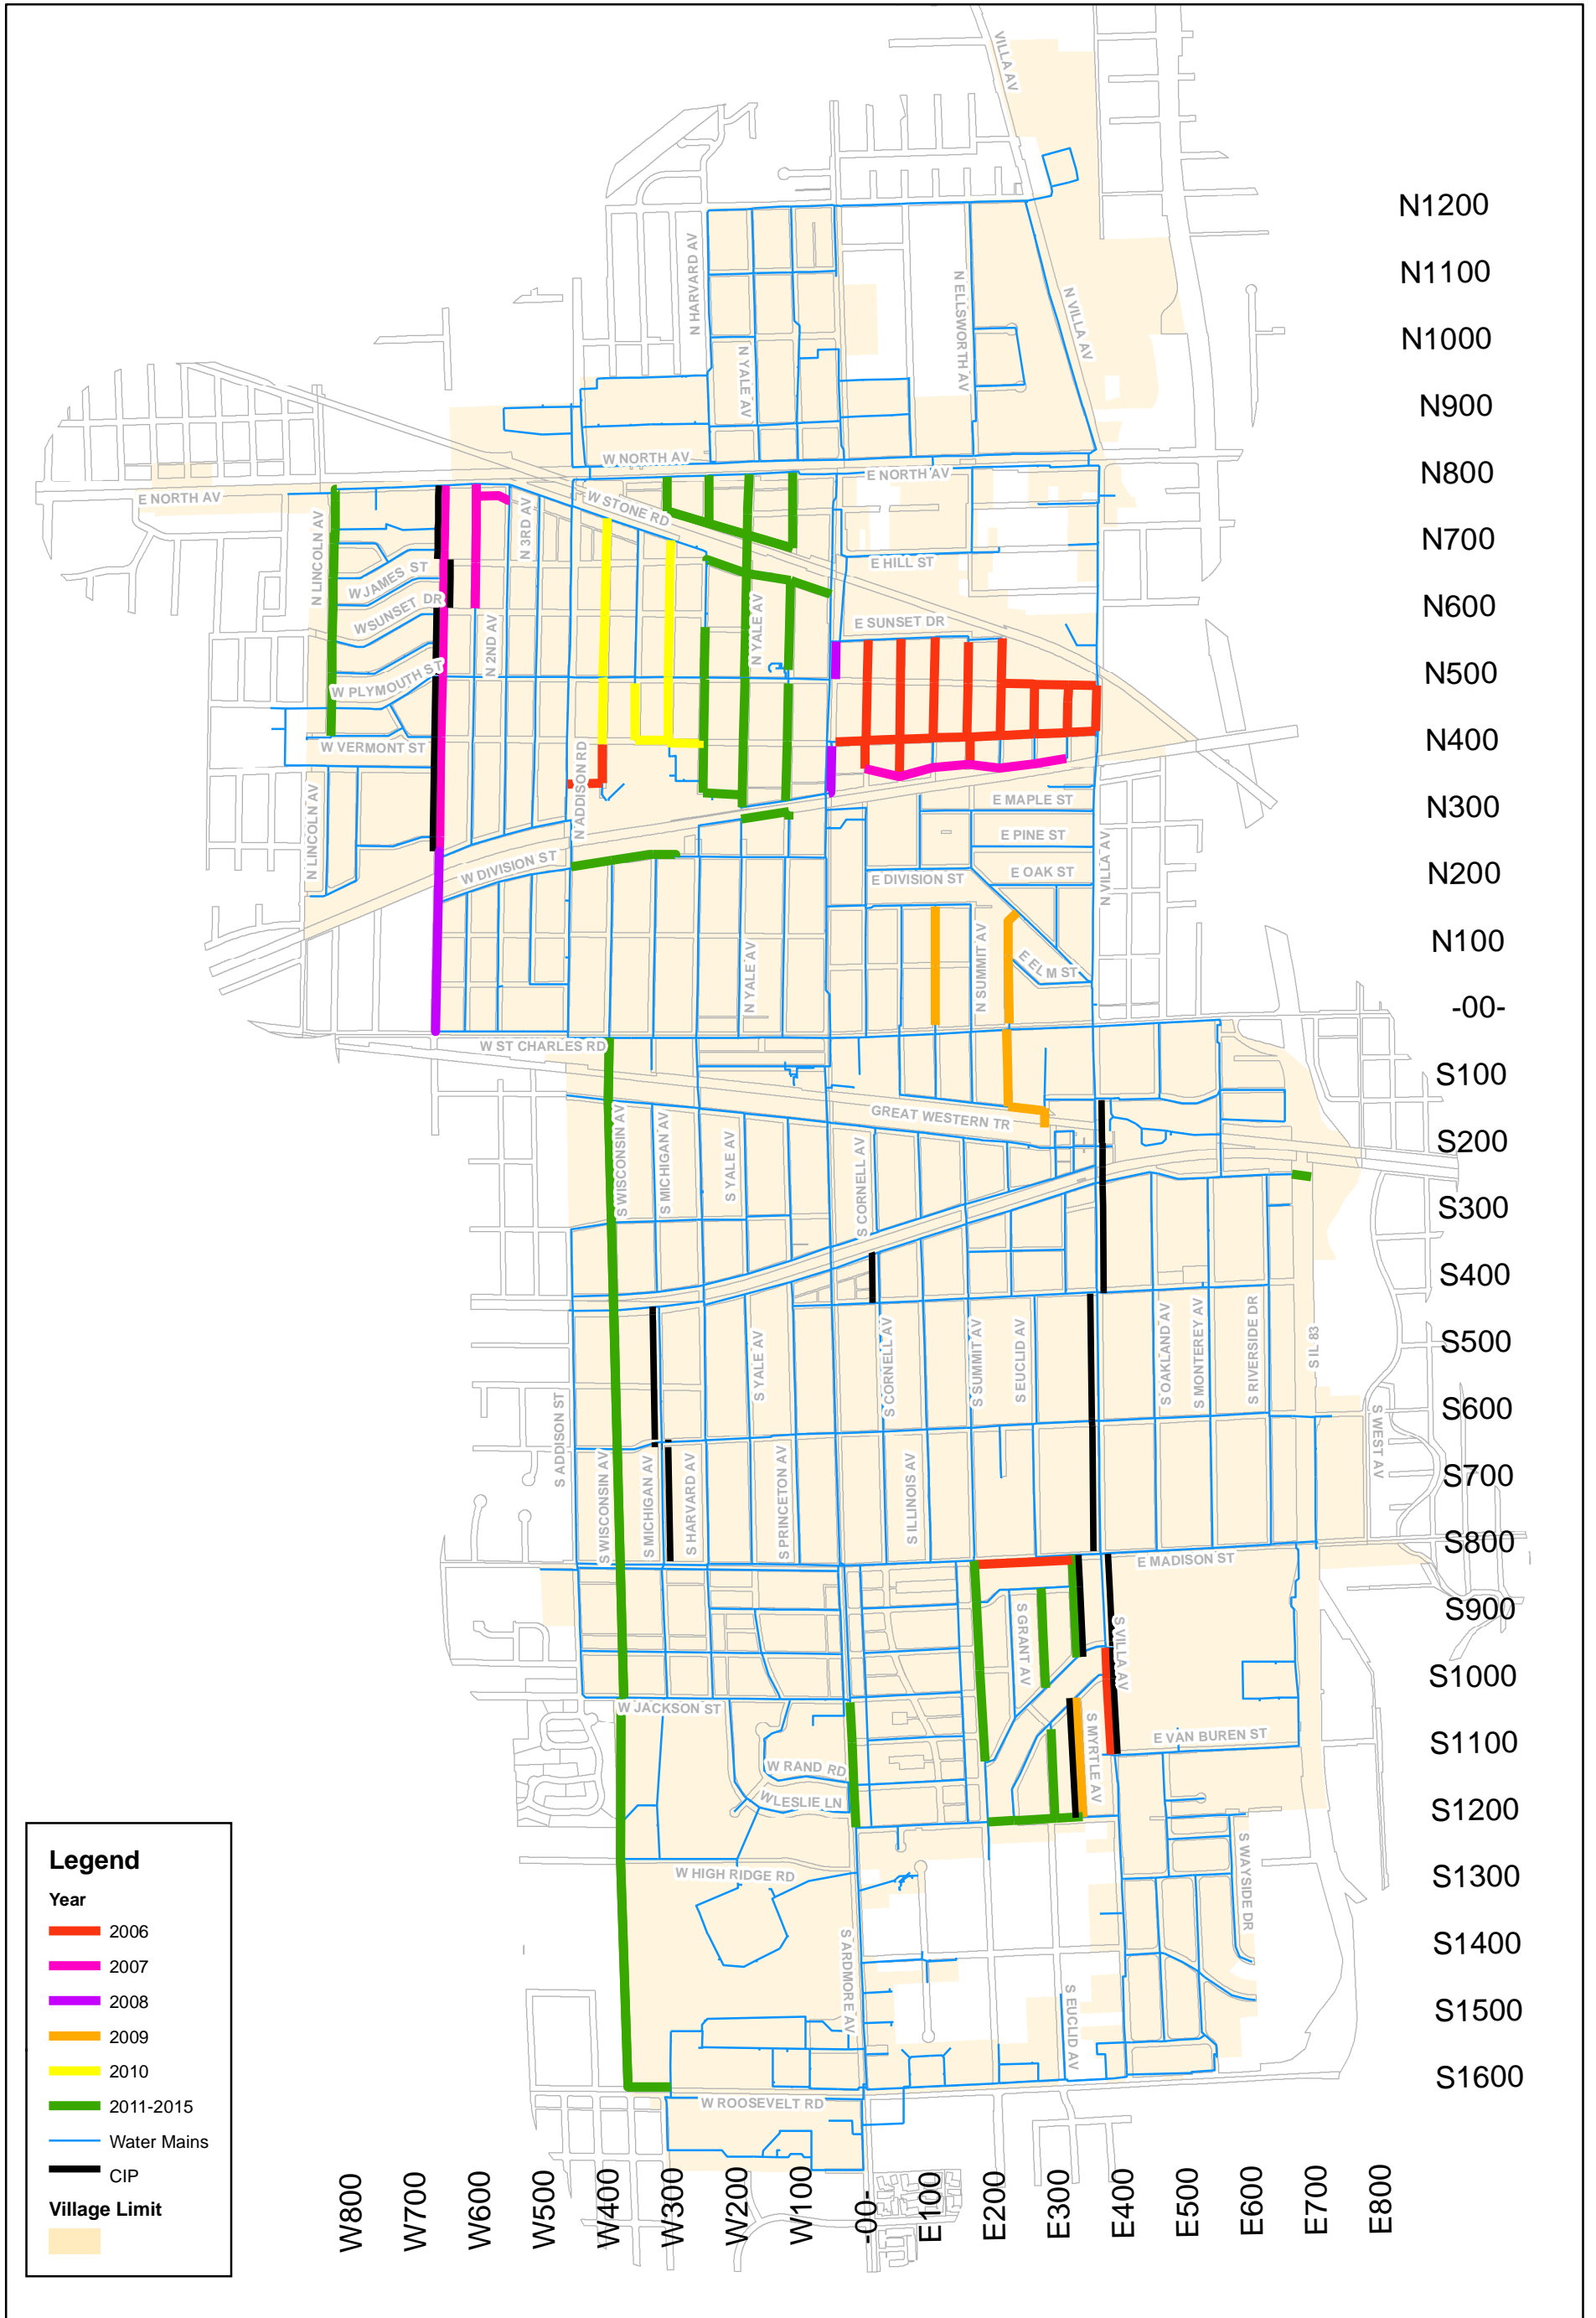 VILLA AV
N1200
N HARVARD AV
N1100
N ELLSWORTH AV
N VILLA AV
N1000
N YALE AV
N900
W NORTH AV
E NORTH AV
N800
E NORTH AV
W STONE RD
N 3RD AV
N LINCOLN AV
N700
E HILL ST
W JAMES ST
W SUNSET DR
N600
E SUNSET DR
N YALE AV
N 2ND AV
N500
W PLYMOUTH ST
W VERMONT ST
N400
N ADDISON RD
E MAPLE ST
N300
N LINCOLN AV
E PINE ST
N VILLA AV
W DIVISION ST
E DIVISION ST
E OAK ST
N200
N100
N YALE AV
N SUMMIT AV
E ELM ST
-00-
W ST CHARLES RD
S100
GREAT WESTERN TR
S200
S WISCONSIN AV
S MICHIGAN AV
S YALE AV
S CORNELL AV
S300
S400
S YALE AV
S CORNELL AV
S SUMMIT AV
S EUCLID AV
S OAKLAND AV
S MONTEREY AV
S RIVERSIDE DR
S IL 83
S500
S600
S ADDISON ST
S WEST AV
S WISCONSIN AV
S MICHIGAN AV
S HARVARD AV
S PRINCETON AV
S ILLINOIS AV
S700
S800
E MADISON ST
S900
S GRANT AV
S VILLA AV
S1000
W JACKSON ST
S MYRTLE AV
E VAN BUREN ST
S1100
W RAND RD
W LESLIE LN
S1200
S WAYSIDE DR
W HIGH RIDGE RD
S1300
S ARDMORE AV
S1400
S EUCLID AV
S1500
S1600
W ROOSEVELT RD
Legend
Year
2006
2007
2008
2009
2010
2011-2015
Water Mains
CIP
Village Limit
W800
W700
W600
W500
W400
W300
W200
W100
-00-
E100
E200
E300
E400
E500
E600
E700
E800